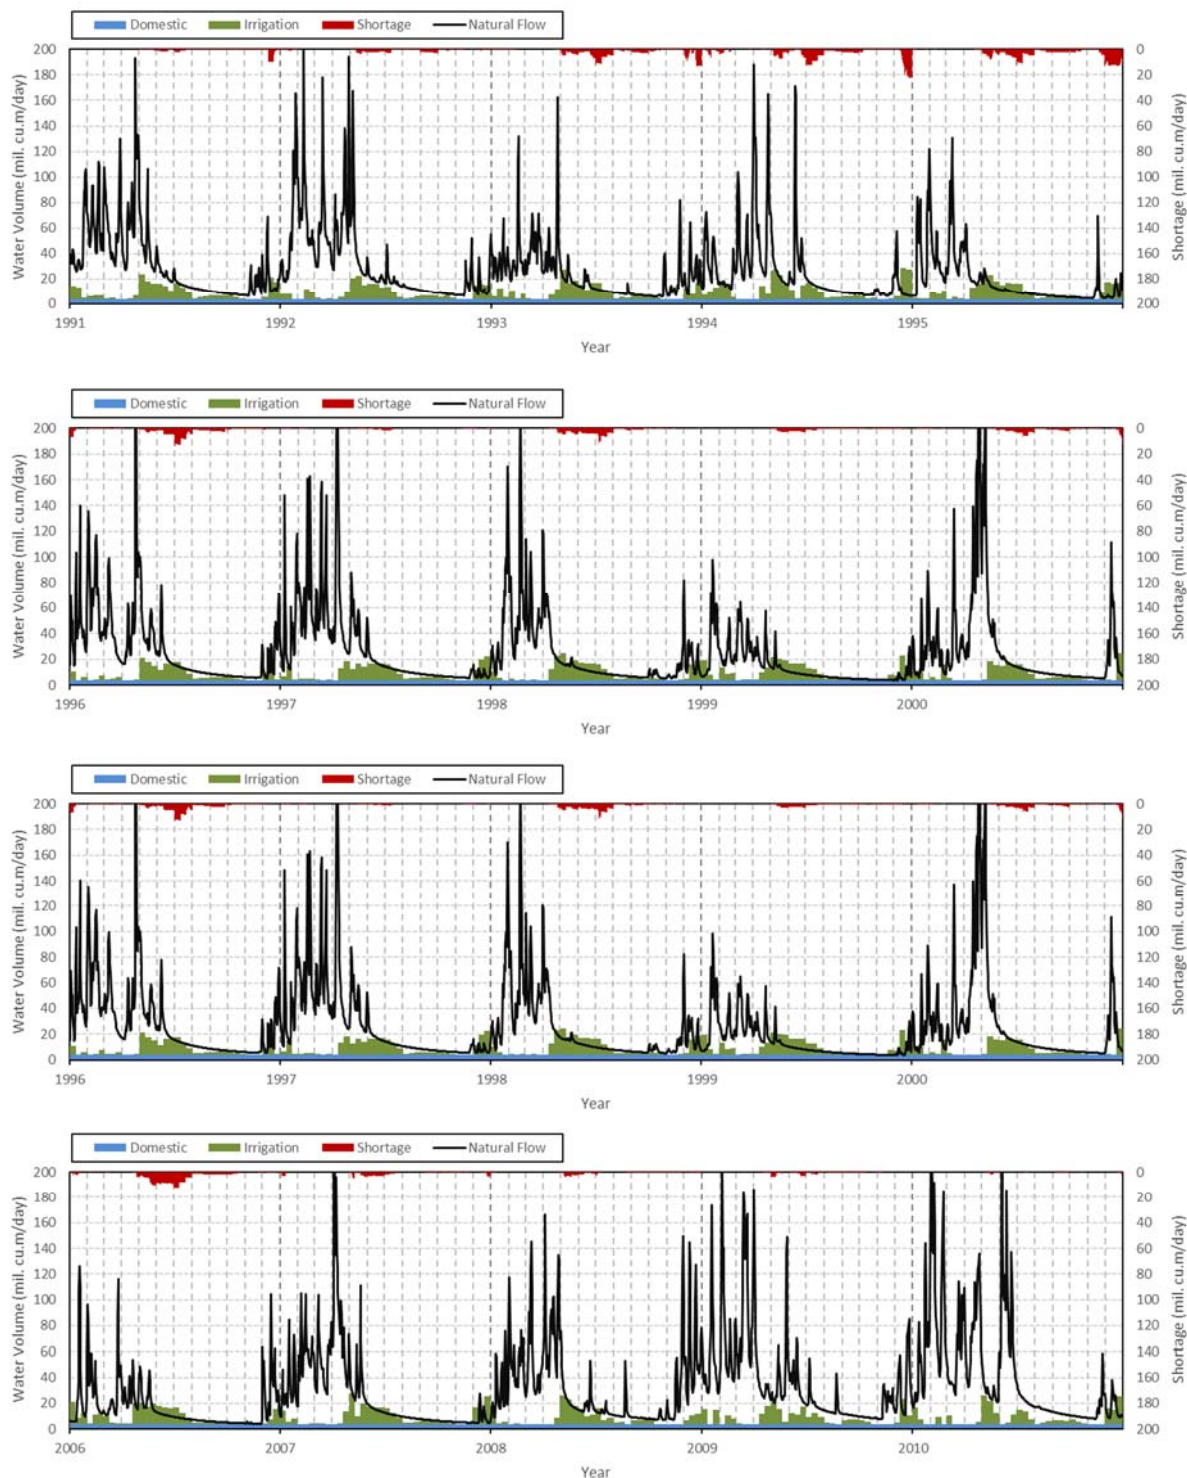 Domestic Irrigation Shortage Natural Flow
Water Volume (mil. cu.m/day)
200 0
180 20
160 40
140 60
120 80
100 100
80 120
60 140
40 160
20 180
0 200
Shortage (mil. cu.m/day)
1991 1992 1993 1994 1995
Year
Domestic Irrigation Shortage Natural Flow
Water Volume (mil. cu.m/day)
200 0
180 20
160 40
140 60
120 80
100 100
80 120
60 140
40 160
20 180
0 200
Shortage (mil. cu.m/day)
1996 1997 1998 1999 2000
Year
Domestic Irrigation Shortage Natural Flow
Water Volume (mil. cu.m/day)
200 0
180 20
160 40
140 60
120 80
100 100
80 120
60 140
40 160
20 180
0 200
Shortage (mil. cu.m/day)
1996 1997 1998 1999 2000
Year
Domestic Irrigation Shortage Natural Flow
Water Volume (mil. cu.m/day)
200 0
180 20
160 40
140 60
120 80
100 100
80 120
60 140
40 160
20 180
0 200
Shortage (mil. cu.m/day)
2006 2007 2008 2009 2010
Year